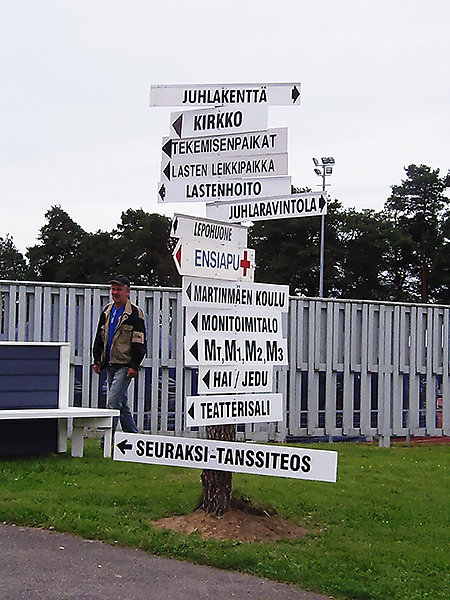 JUHLAKENTTÄ
KIRKKO
TEKEMISENPAIKAT
LASTEN LEIKKIPAIKKA
LASTENHOITO
JUHLARAVINTOLA
LEPOHUONE
ENSIAPU
MARTINMÄEN KOULU
MONITOIMITALO
MT,M1,M2,M3
HAI / JEDU
TEATTERISALI
SEURAKSI-TANSSITEOS